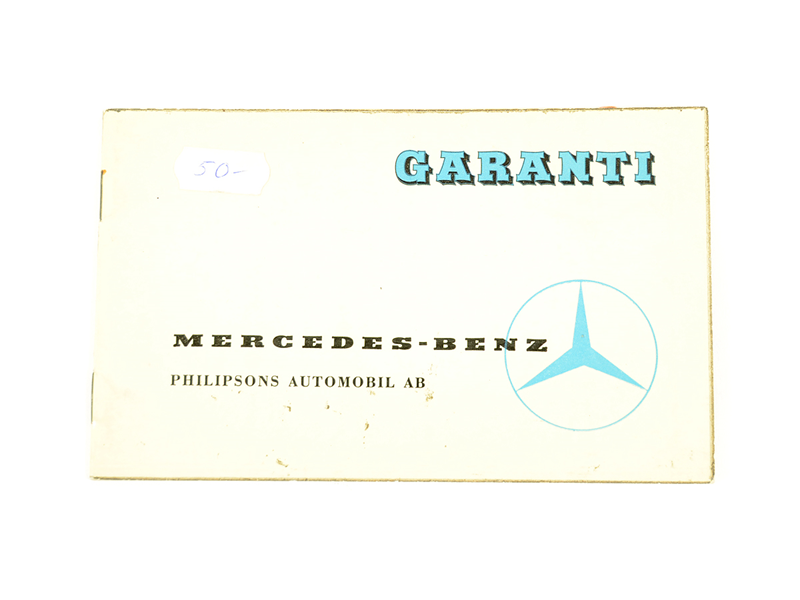 50-
GARANTI
MERCEDES-BENZ
PHILIPSONS AUTOMOBIL AB